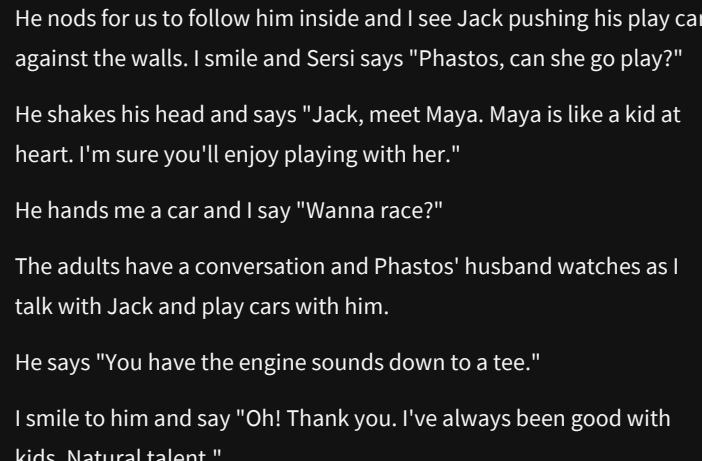 He nods for us to follow him inside and I see Jack pushing his play car
against the walls. I smile and Sersi says "Phastos, can she go play?"
He shakes his head and says "Jack, meet Maya. Maya is like a kid at
heart. I'm sure you'll enjoy playing with her."
He hands me a car and I say "Wanna race?"
The adults have a conversation and Phastos' husband watches as I
talk with Jack and play cars with him.
He says "You have the engine sounds down to a tee."
I smile to him and say "Oh! Thank you. I've always been good with
kids. Natural talent."